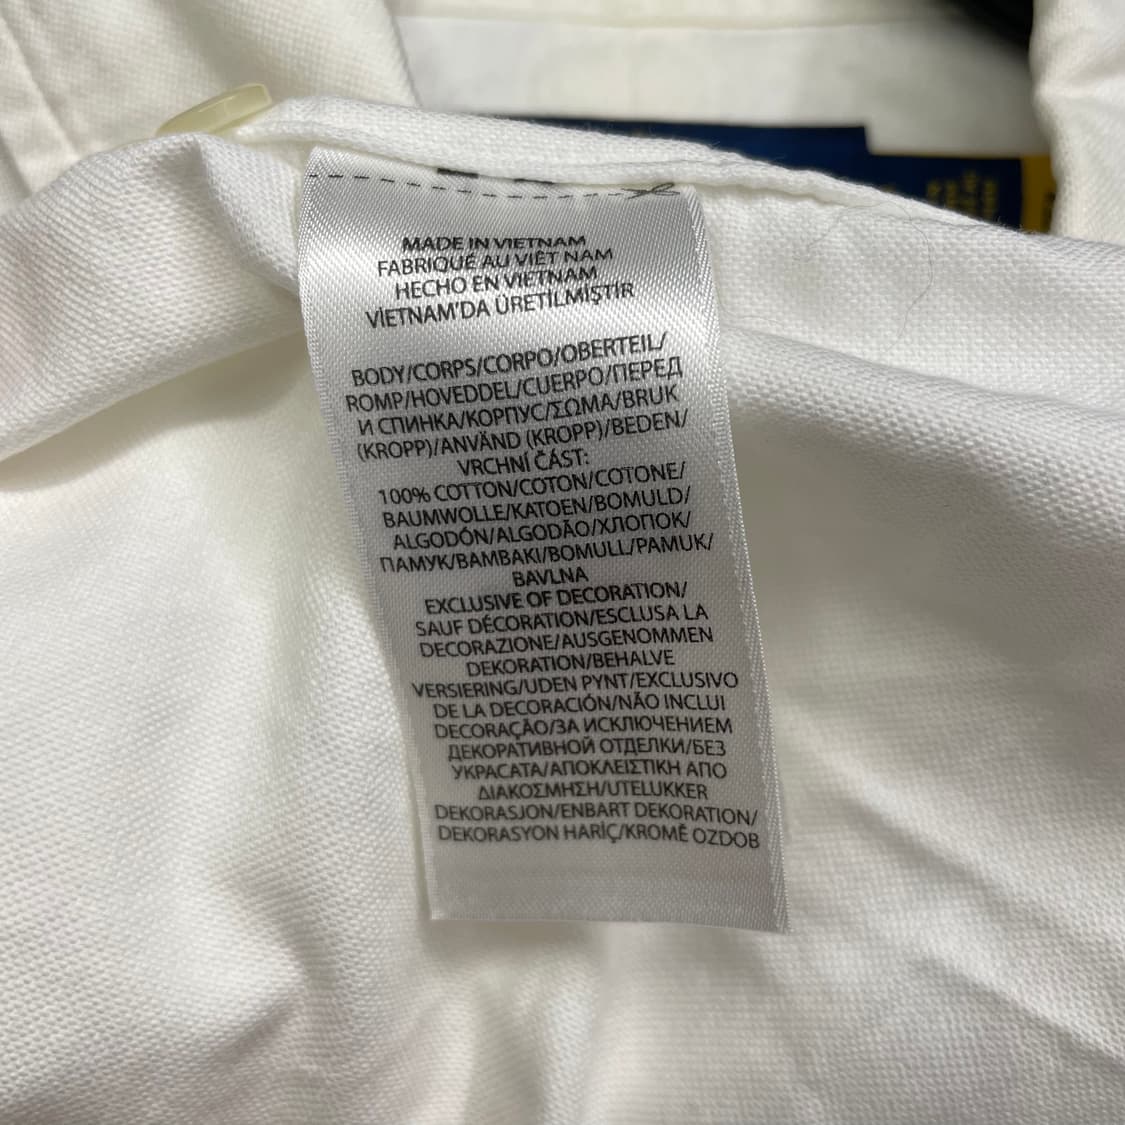 MADE IN VIETNAM
FABRIQUÉ AU VIÊT NAM
HECHO EN VIETNAM
VİETNAM'DA ÜRETİLMİŞTİR
BODY/CORPS/CORPO/OBERTEIL/
ROMP/HOVEDDEL/CUERPO/ПЕРЕД
И СПИНКА/КОРПУС/ΣΩΜΑ/BRUK
(KROPP)/ANVÄND (KROPP)/BEDEN/
VRCHNÍ ČÁST:
100% COTTON/COTON/COTONE/
BAUMWOLLE/KATOEN/BOMULD/
ALGODÓN/ALGODÃO/ХЛОПОК/
ПАМУК/ΒΑΜΒΑΚΙ/BOMULL/PAMUK/
BAVLNA
EXCLUSIVE OF DECORATION/
SAUF DÉCORATION/ESCLUSA LA
DECORAZIONE/AUSGENOMMEN
DEKORATION/BEHALVE
VERSIERING/UDEN PYNT/EXCLUSIVO
DE LA DECORACIÓN/NÃO INCLUI
DECORAÇÃO/ЗА ИСКЛЮЧЕНИЕМ
ДЕКОРАТИВНОЙ ОТДЕЛКИ/БЕЗ
УКРАСАТА/ΑΠΟΚΛΕΙΣΤΙΚΗ ΑΠΟ
ΔΙΑΚΟΣΜΗΣΗ/UTELUKKER
DEKORASJON/ENBART DEKORATION/
DEKORASYON HARİÇ/KROMĚ OZDOB